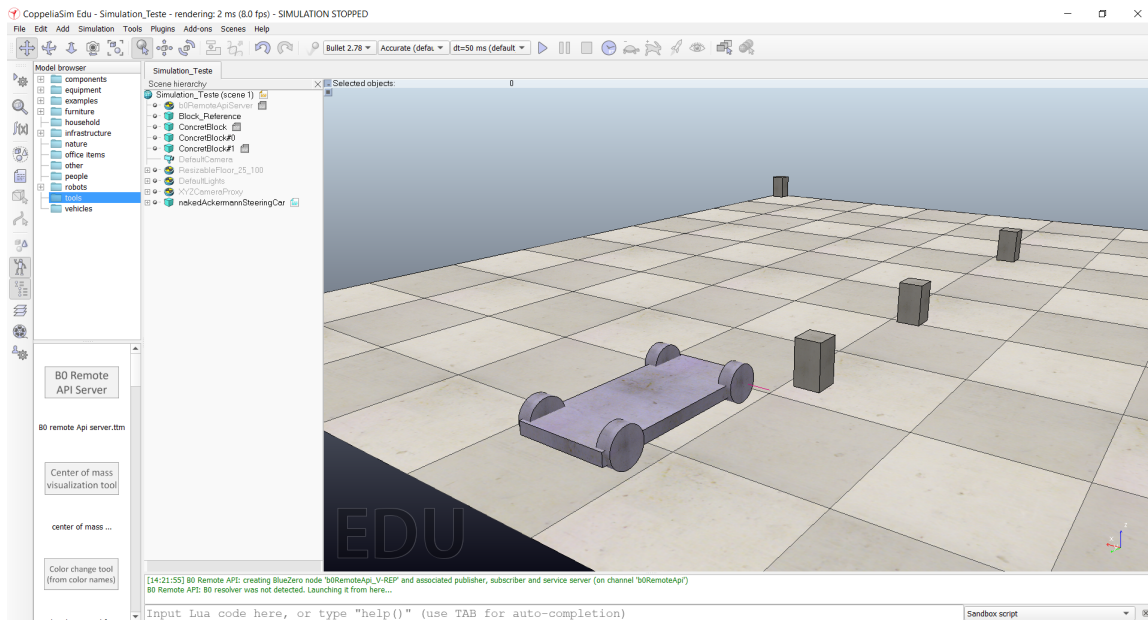 CoppeliaSim Edu - Simulation_Teste - rendering: 2 ms (8.0 fps) - SIMULATION STOPPED
File Edit Add Simulation Tools Plugins Add-ons Scenes Help
Bullet 2.78 Accurate (defau dt=50 ms (default
Model browser
components
equipment
examples
furniture
household
infrastructure
nature
office items
other
people
robots
tools
vehicles
B0 Remote
API Server
B0 remote Api server.ttm
Center of mass
visualization tool
center of mass ...
Color change tool
(from color names)
Simulation_Teste
Scene hierarchy
Simulation_Teste (scene 1)
b0RemoteApiServer
Block_Reference
ConcretBlock
ConcretBlock#0
ConcretBlock#1
DefaultCamera
ResizableFloor_25_100
DefaultLights
XYZCameraProxy
nakedAckermannSteeringCar
Selected objects: 0
EDU
z
x
[14:21:55] B0 Remote API: creating BlueZero node 'b0RemoteApi_V-REP' and associated publisher, subscriber and service server (on channel 'b0RemoteApi')
B0 Remote API: B0 resolver was not detected. Launching it from here...
Input Lua code here, or type "help()" (use TAB for auto-completion)
Sandbox script